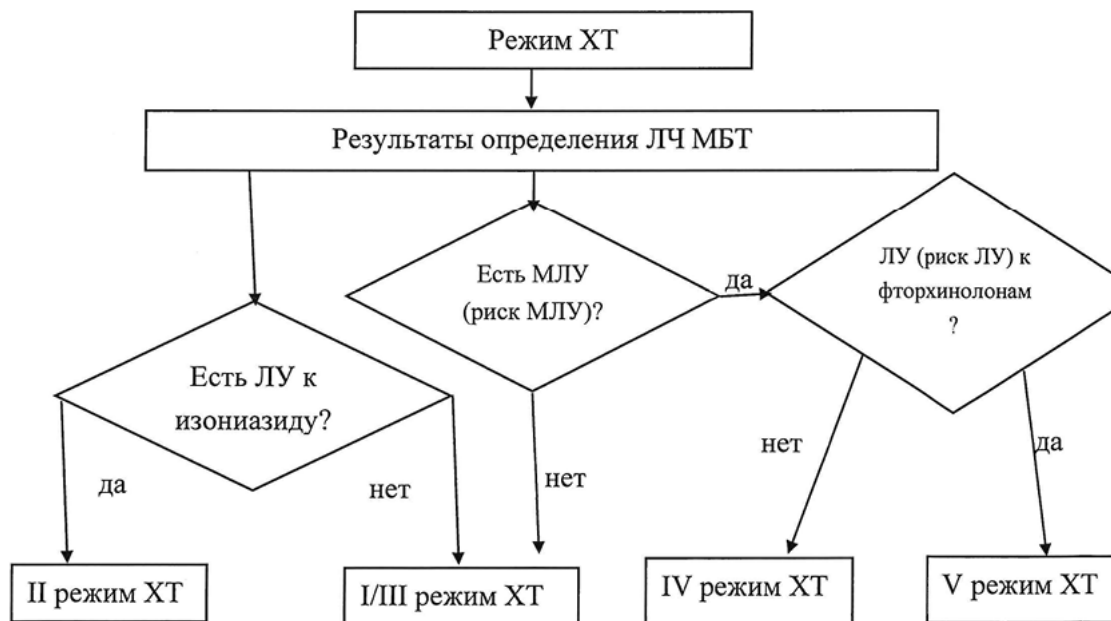 Режим ХТ
Результаты определения ЛЧ МБТ
Есть МЛУ
(риск МЛУ)?
да
ЛУ (риск ЛУ) к
фторхинолонам
?
Есть ЛУ к
изониазиду?
да
нет
нет
нет
да
II режим ХТ
I/III режим ХТ
IV режим ХТ
V режим ХТ